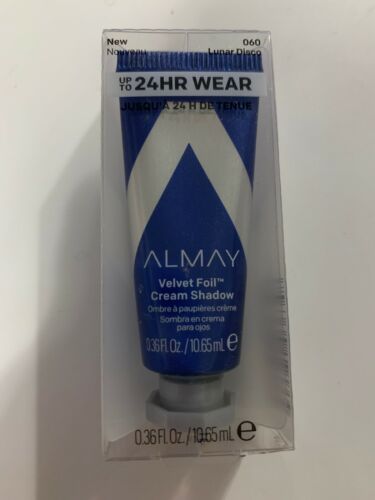 New
Nouveau
060
Lunar Disco
UP TO 24HR WEAR
JUSQU'À 24 H DE TENUE
ALMAY
Velvet Foil™
Cream Shadow
Ombre à paupières crème
Sombra en crema
para ojos
0.36 Fl. Oz. / 10.65 mL e
0.36 Fl. Oz. / 10.65 mL e